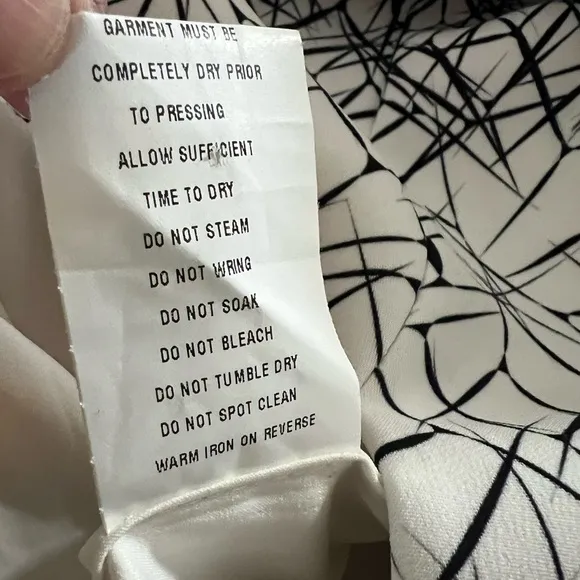 GARMENT MUST BE
COMPLETELY DRY PRIOR
TO PRESSING
ALLOW SUFFICIENT
TIME TO DRY
DO NOT STEAM
DO NOT WRING
DO NOT SOAK
DO NOT BLEACH
DO NOT TUMBLE DRY
DO NOT SPOT CLEAN
WARM IRON ON REVERSE